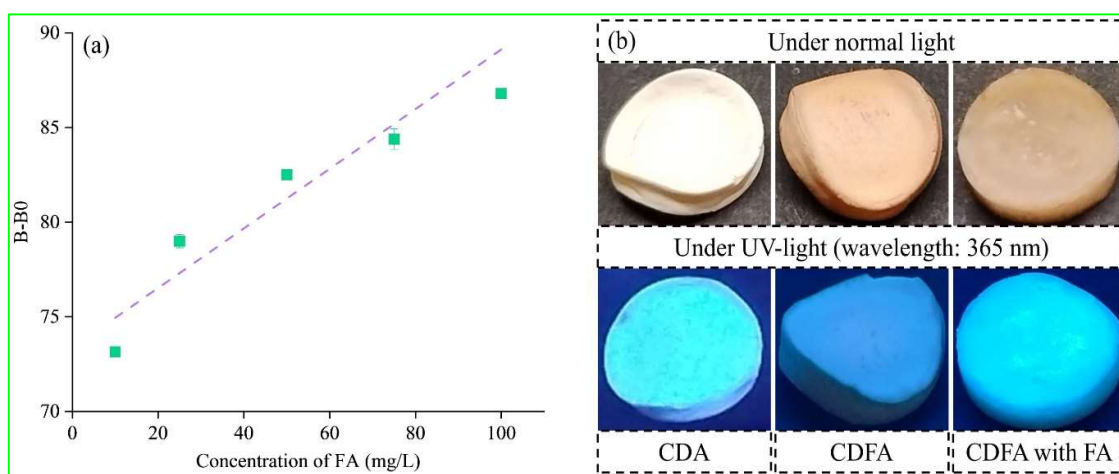 (a)
90
85
80
75
70
B-B0
0
20
40
60
80
100
Concentration of FA (mg/L)
(b)
Under normal light
Under UV-light (wavelength: 365 nm)
CDA
CDFA
CDFA with FA